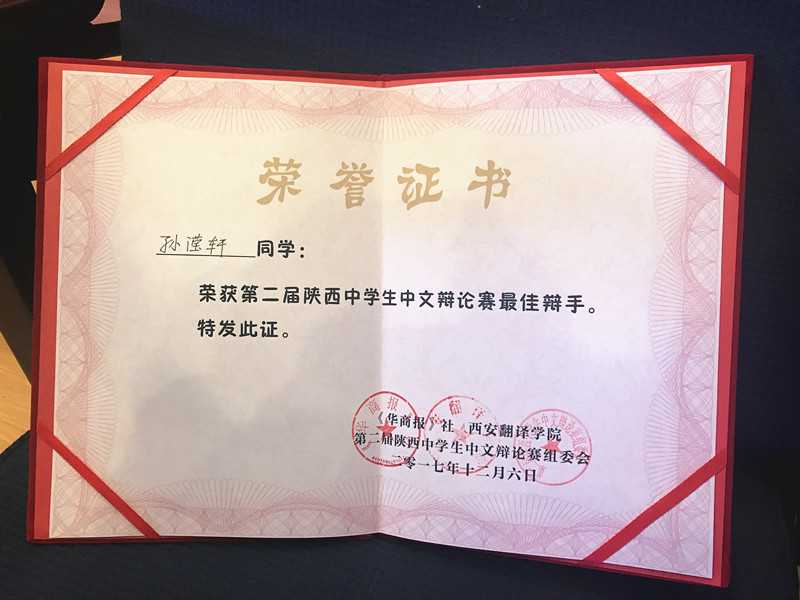 荣誉证书
孙滢轩 同学：
荣获第二届陕西中学生中文辩论赛最佳辩手。
特发此证。
《华商报》社 西安翻译学院
第二届陕西中学生中文辩论赛组委会
二零一七年十二月六日